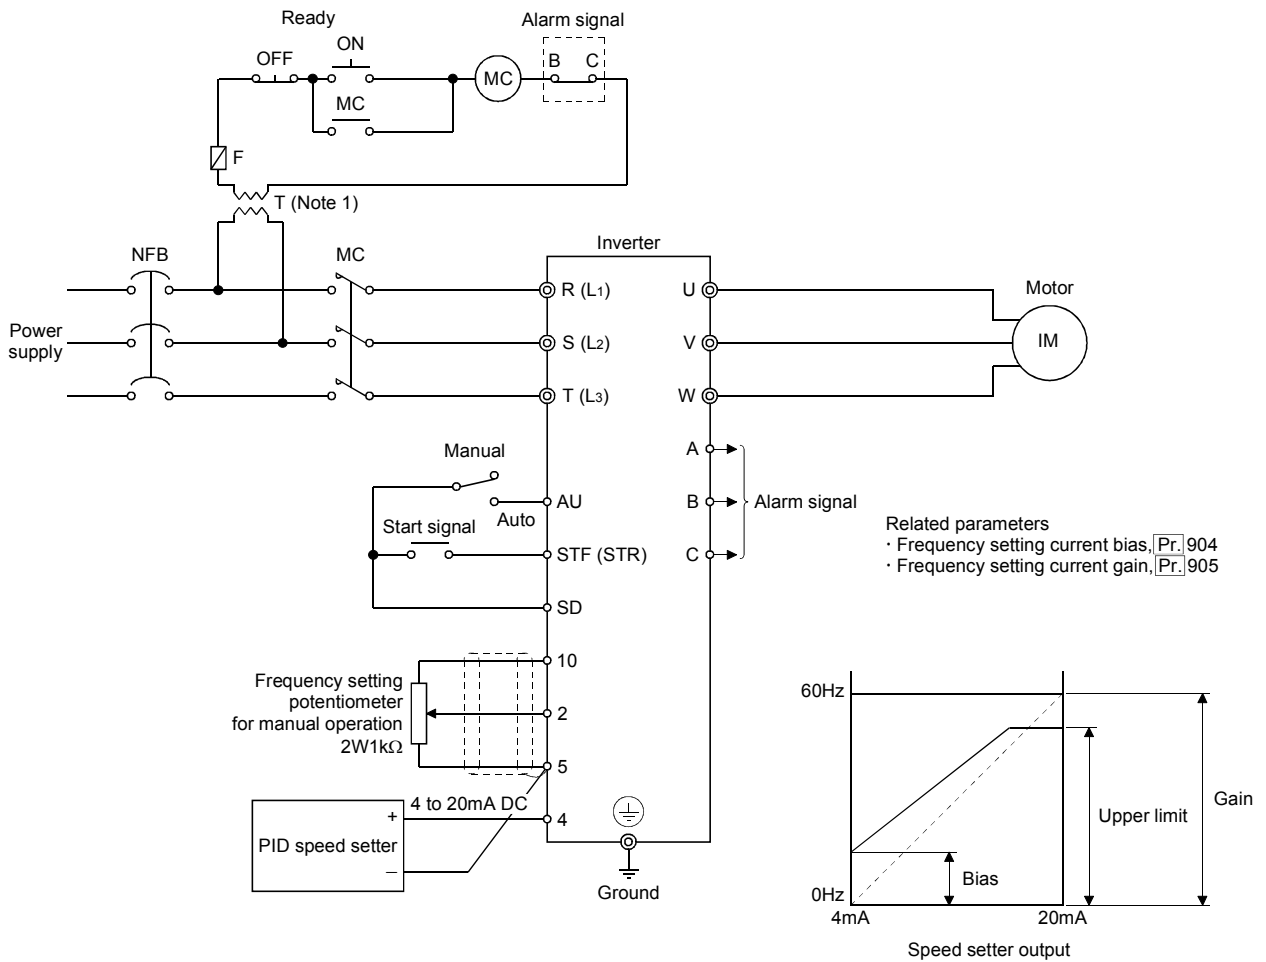 Ready
Alarm signal
OFF
ON
MC
MC
B C
F
T (Note 1)
NFB
MC
Inverter
Power
supply
R (L1)
S (L2)
T (L3)
U
V
W
Motor
IM
A
B
C
Alarm signal
Manual
Auto
AU
Start signal
STF (STR)
SD
10
2
5
4
Frequency setting
potentiometer
for manual operation
2W1kΩ
4 to 20mA DC
PID speed setter
+
−
Ground
Related parameters
· Frequency setting current bias, Pr. 904
· Frequency setting current gain, Pr. 905
60Hz
0Hz
4mA
20mA
Bias
Upper limit
Gain
Speed setter output